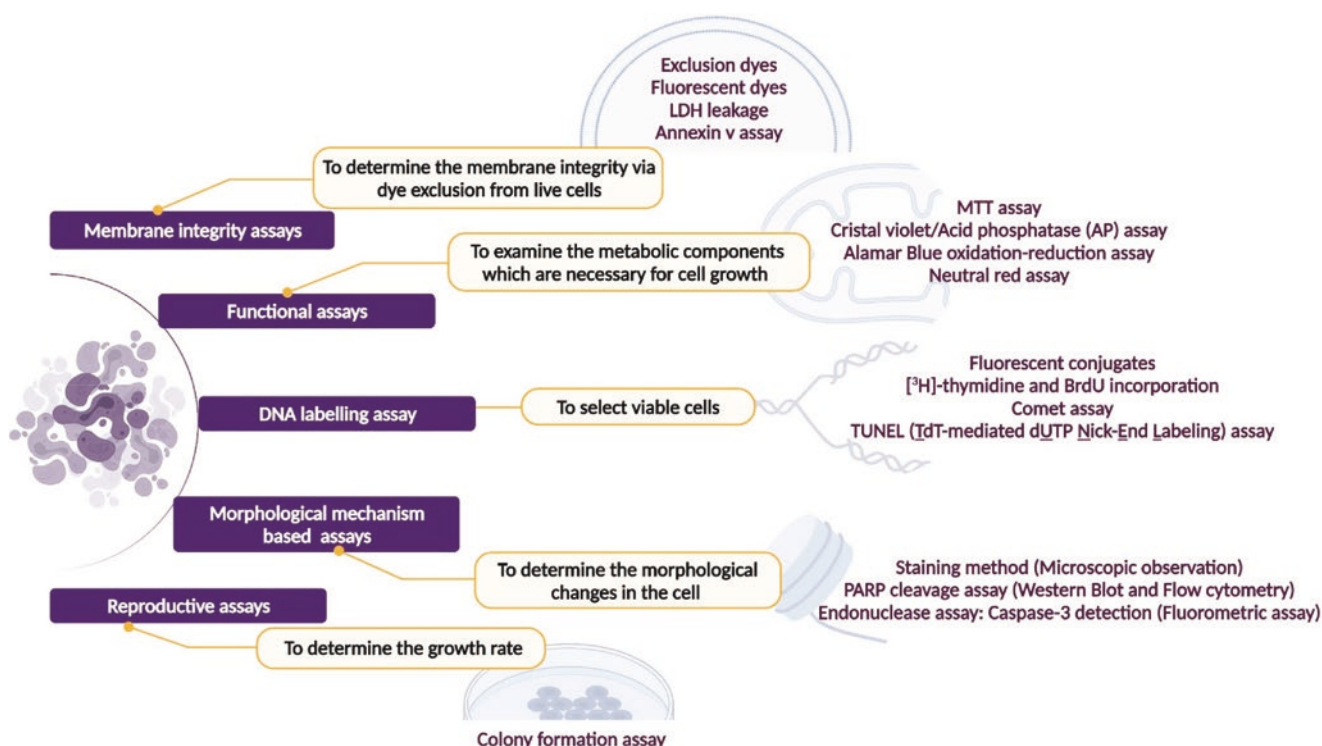 Exclusion dyes
Fluorescent dyes
LDH leakage
Annexin v assay
To determine the membrane integrity via
dye exclusion from live cells
Membrane integrity assays
MTT assay
Cristal violet/Acid phosphatase (AP) assay
Alamar Blue oxidation-reduction assay
Neutral red assay
To examine the metabolic components
which are necessary for cell growth
Functional assays
Fluorescent conjugates
[³H]-thymidine and BrdU incorporation
Comet assay
TUNEL (TdT-mediated dUTP Nick-End Labeling) assay
To select viable cells
DNA labelling assay
Morphological mechanism
based assays
To determine the morphological
changes in the cell
Staining method (Microscopic observation)
PARP cleavage assay (Western Blot and Flow cytometry)
Endonuclease assay: Caspase-3 detection (Fluorometric assay)
Reproductive assays
To determine the growth rate
Colony formation assay